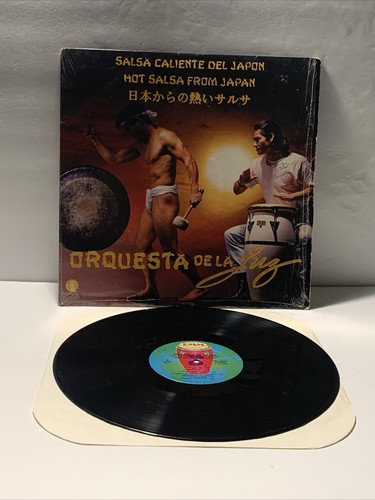 SALSA CALIENTE DEL JAPON
HOT SALSA FROM JAPAN
日本からの熱いサルサ
ORQUESTA DE LA Luz